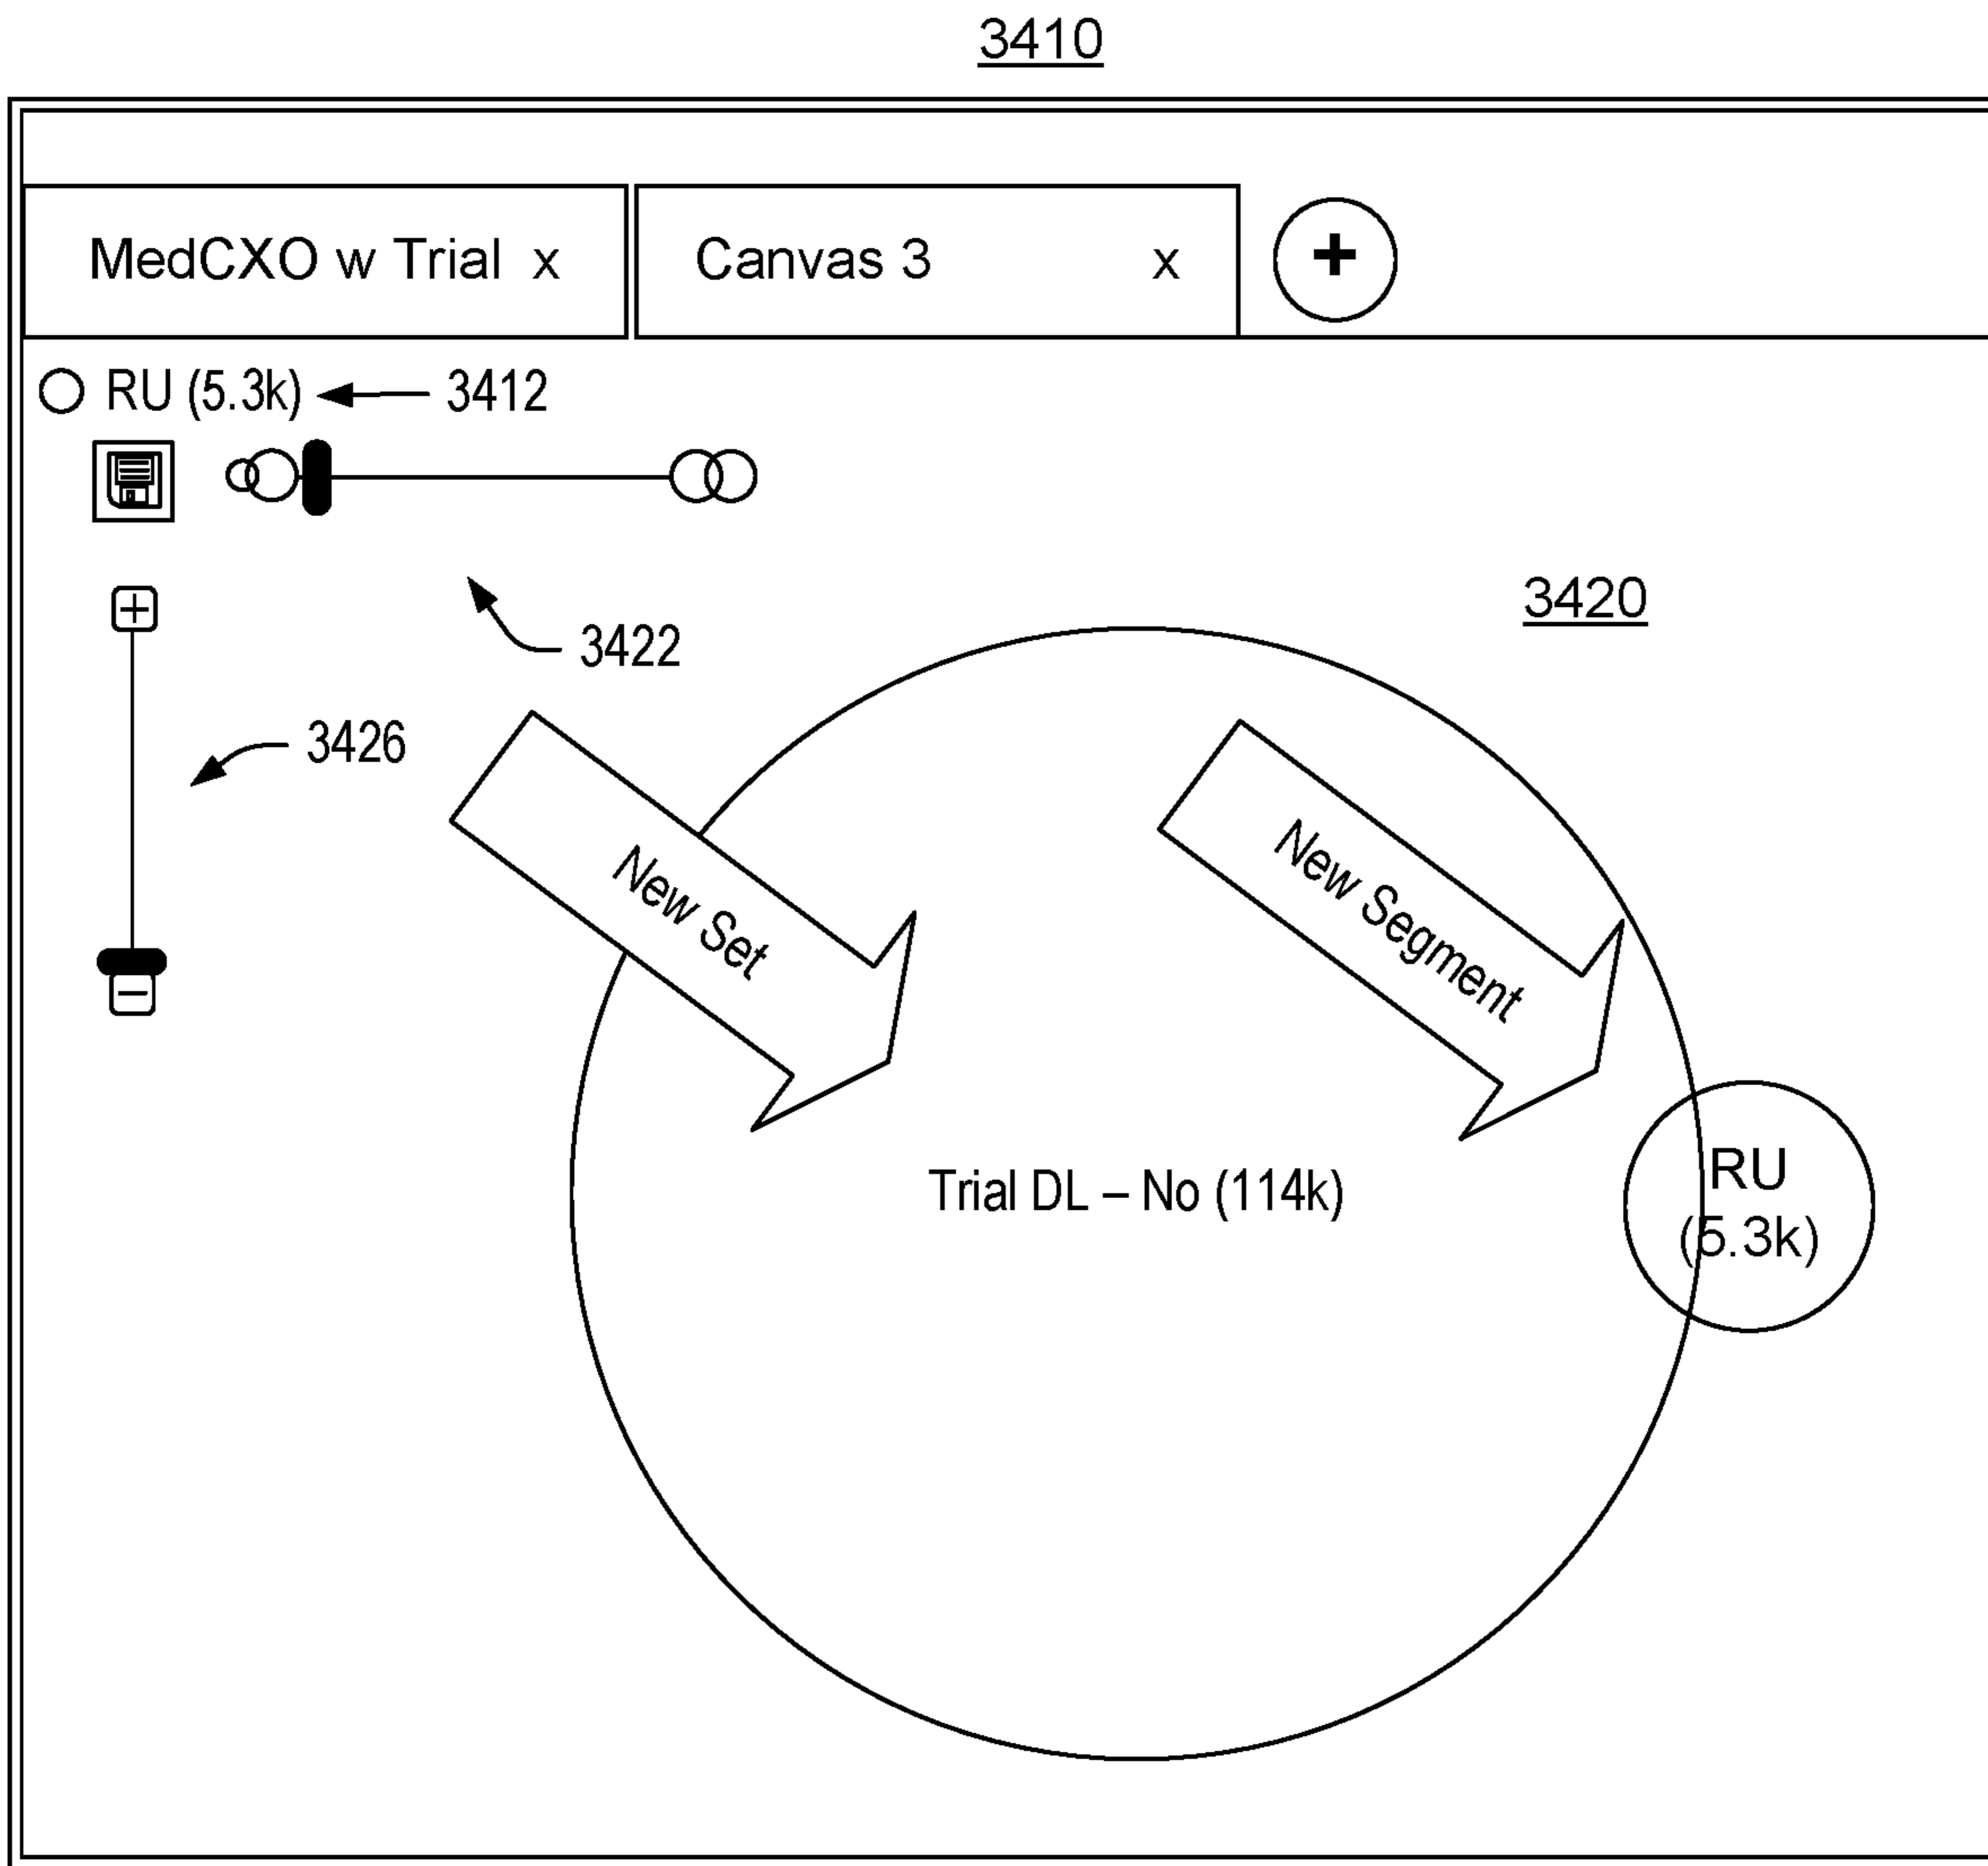 3410
MedCXO w Trial x
Canvas 3 x
+
RU (5.3k)
3412
3422
3420
3426
New Set
New Segment
Trial DL – No (114k)
RU
(5.3k)